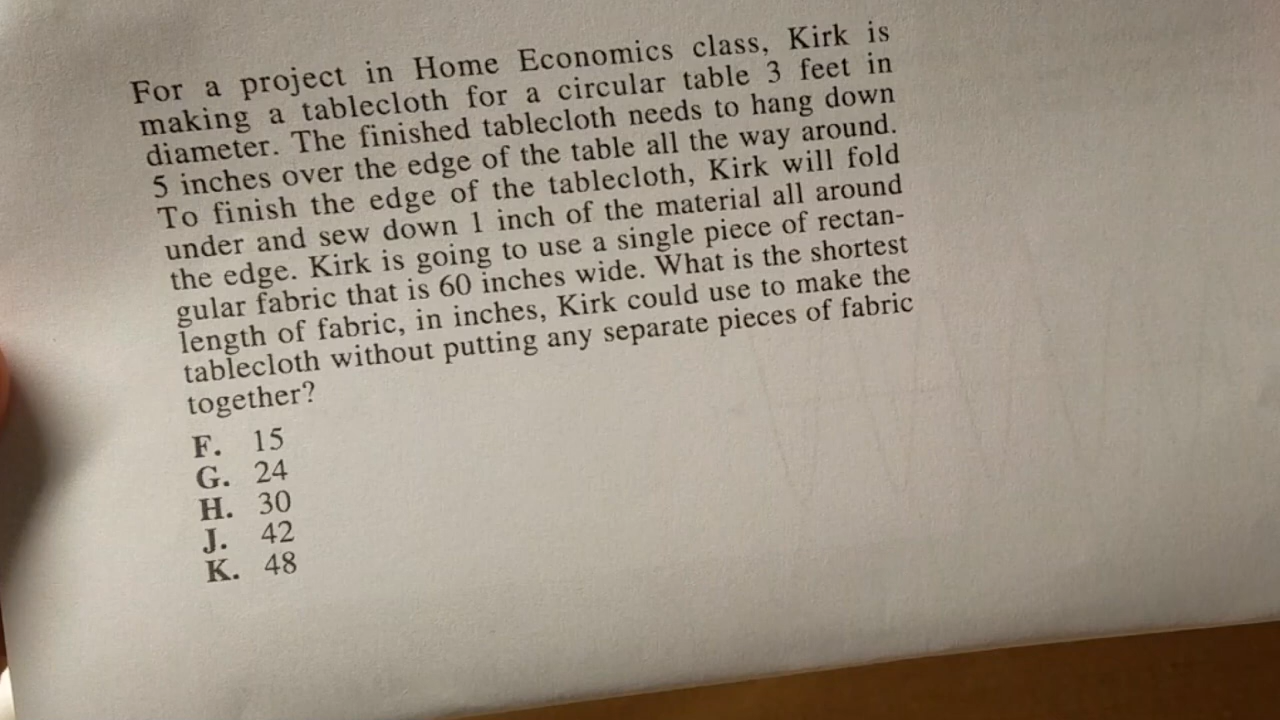 For a project in Home Economics class, Kirk is
making a tablecloth for a circular table 3 feet in
diameter. The finished tablecloth needs to hang down
5 inches over the edge of the table all the way around.
To finish the edge of the tablecloth, Kirk will fold
under and sew down 1 inch of the material all around
the edge. Kirk is going to use a single piece of rectan-
gular fabric that is 60 inches wide. What is the shortest
length of fabric, in inches, Kirk could use to make the
tablecloth without putting any separate pieces of fabric
together?
F. 15
G. 24
H. 30
J. 42
K. 48